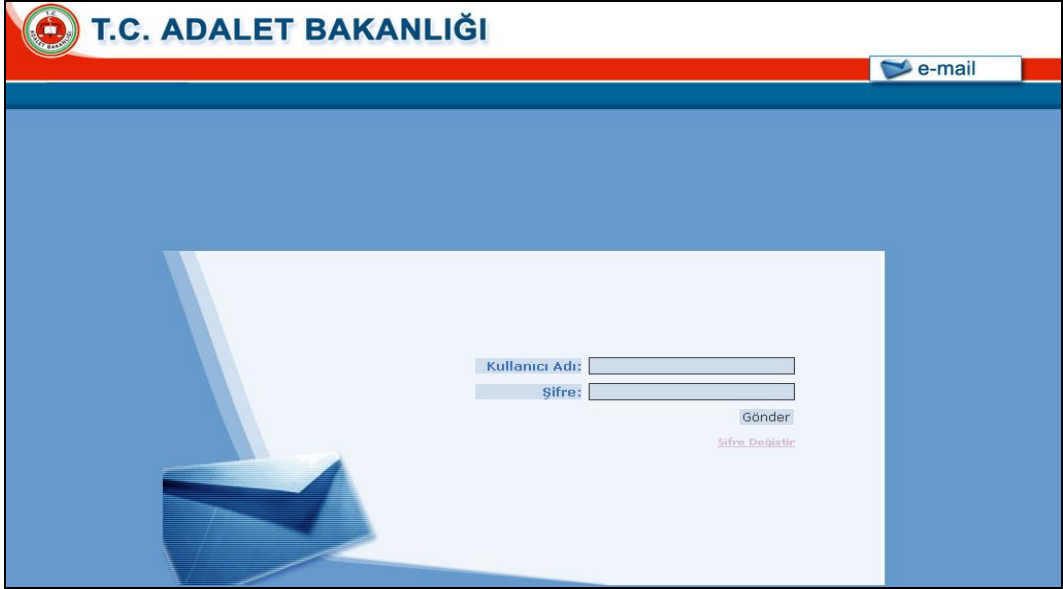 T.C. ADALET BAKANLIĞI
e-mail
Kullanıcı Adı:
Şifre:
Gönder
Şifre Değiştir